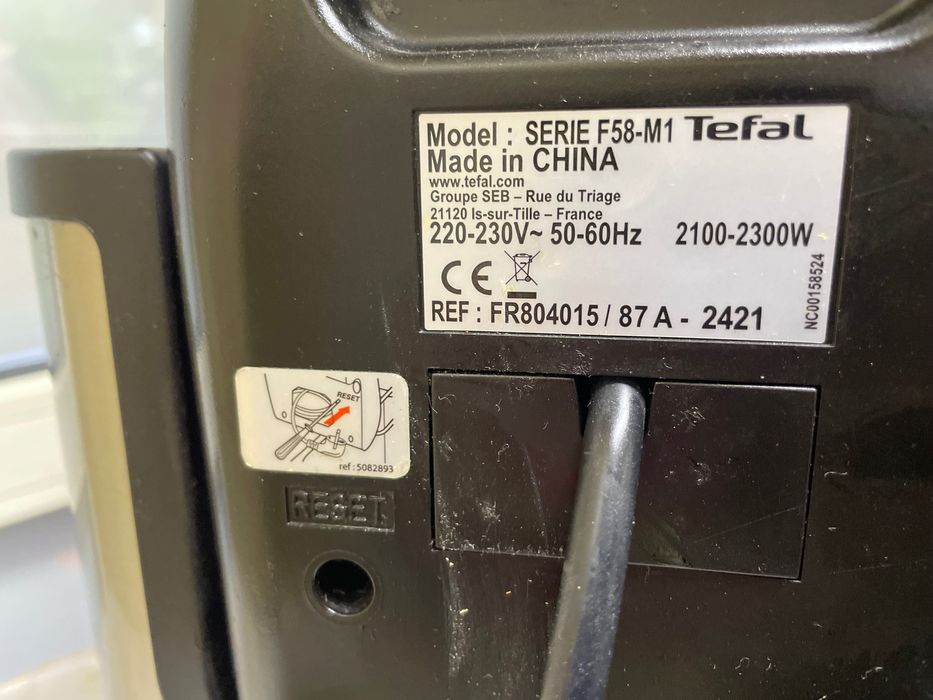 Model : SERIE F58-M1 Tefal
Made in CHINA
www.tefal.com
Groupe SEB – Rue du Triage
21120 Is-sur-Tille – France
220-230V~ 50-60Hz 2100-2300W
CE
REF : FR804015 / 87 A - 2421
NC00158524
RESET
ref : 5082893
RESET